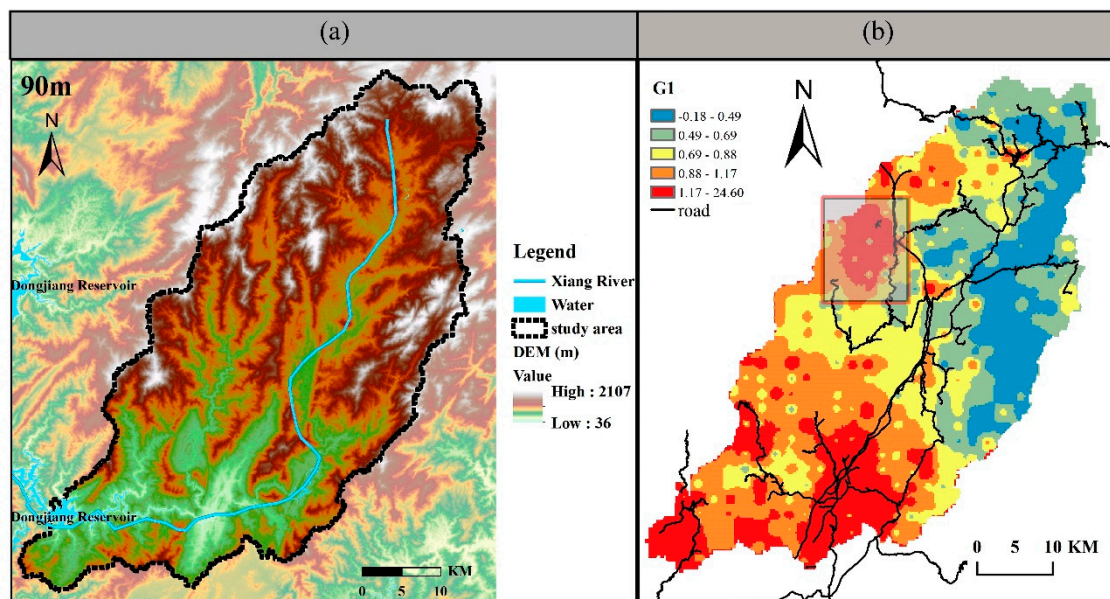 (a)
(b)
90m
N
Dongjiang Reservoir
Dongjiang Reservoir
Legend
Xiang River
Water
study area
DEM (m)
Value
High : 2107
Low : 36
0 5 10 KM
G1
-0.18 - 0.49
0.49 - 0.69
0.69 - 0.88
0.88 - 1.17
1.17 - 24.60
road
N
0 5 10 KM